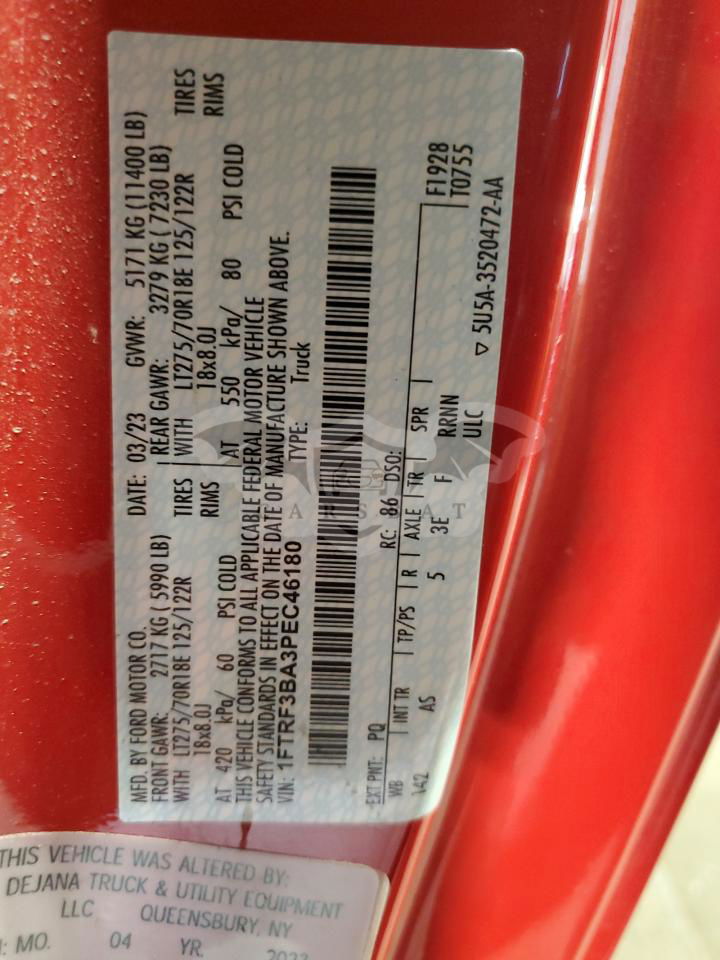 MFD. BY FORD MOTOR CO.
DATE: 03/23 GVWR: 5171 KG (11400 LB)
FRONT GAWR: 2717 KG ( 5990 LB) REAR GAWR: 3279 KG ( 7230 LB)
WITH LT275/70R18E 125/122R TIRES WITH LT275/70R18E 125/122R TIRES
18x8.0J RIMS 18x8.0J RIMS
AT 420 kPa/ 60 PSI COLD AT 550 kPa/ 80 PSI COLD
THIS VEHICLE CONFORMS TO ALL APPLICABLE FEDERAL MOTOR VEHICLE
SAFETY STANDARDS IN EFFECT ON THE DATE OF MANUFACTURE SHOWN ABOVE.
VIN: 1FTRF3BA3PEC46180 TYPE: Truck
EXT PNT: PQ RC: 86 DSO:
WB INT TR TP/PS R AXLE TR SPR F1928
142 AS 5 3E F RRNN T0755
ULC
▽ 5U5A-3520472-AA
THIS VEHICLE WAS ALTERED BY:
DEJANA TRUCK & UTILITY EQUIPMENT
LLC QUEENSBURY, NY
MO. 04 YR. 2023